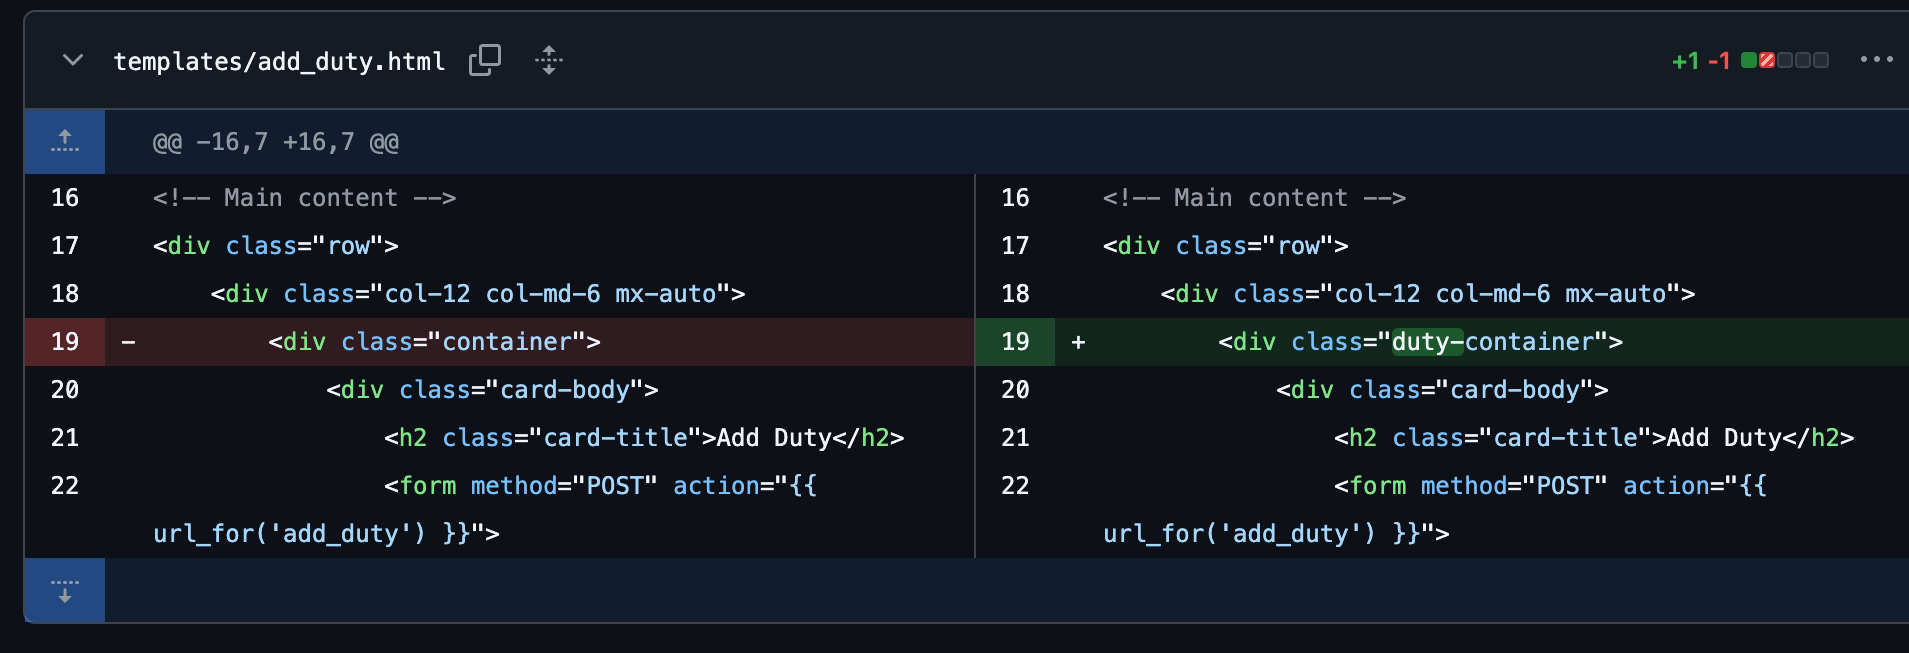 templates/add_duty.html
+1 -1
@@ -16,7 +16,7 @@
16 <!-- Main content -->
17 <div class="row">
18 <div class="col-12 col-md-6 mx-auto">
19 - <div class="container">
20 <div class="card-body">
21 <h2 class="card-title">Add Duty</h2>
22 <form method="POST" action="{{
url_for('add_duty') }}">
16 <!-- Main content -->
17 <div class="row">
18 <div class="col-12 col-md-6 mx-auto">
19 + <div class="duty-container">
20 <div class="card-body">
21 <h2 class="card-title">Add Duty</h2>
22 <form method="POST" action="{{
url_for('add_duty') }}">